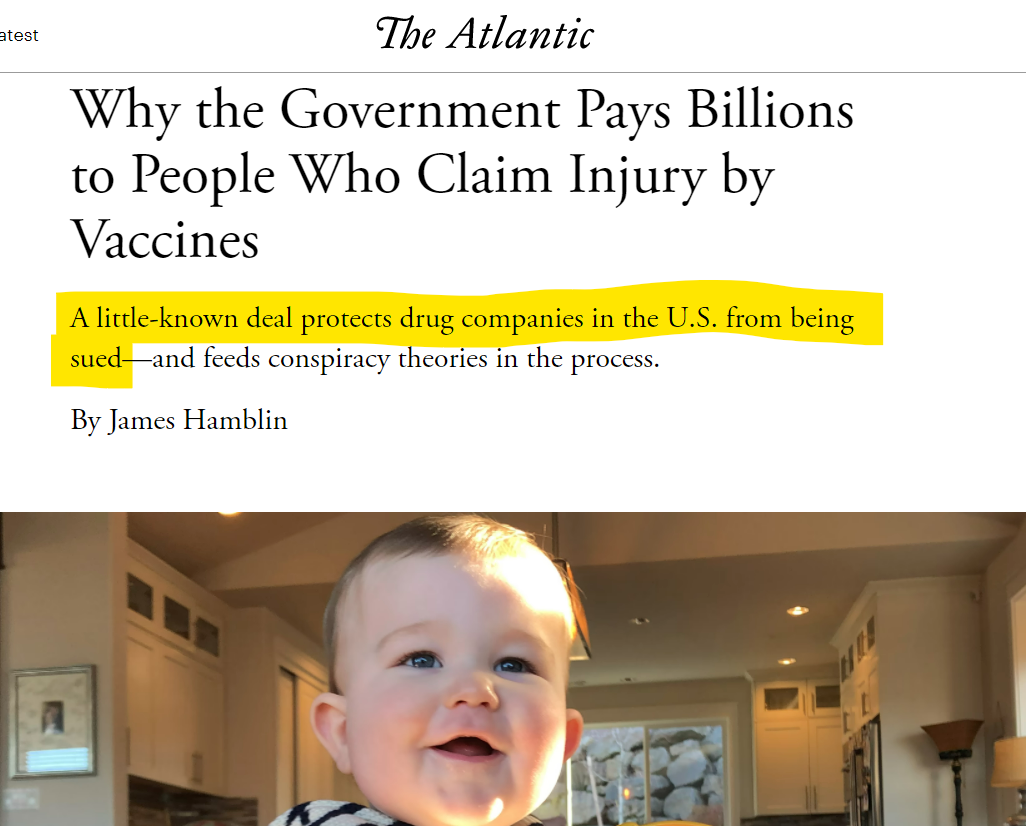 atest
The Atlantic
Why the Government Pays Billions
to People Who Claim Injury by
Vaccines
A little-known deal protects drug companies in the U.S. from being
sued—and feeds conspiracy theories in the process.
By James Hamblin